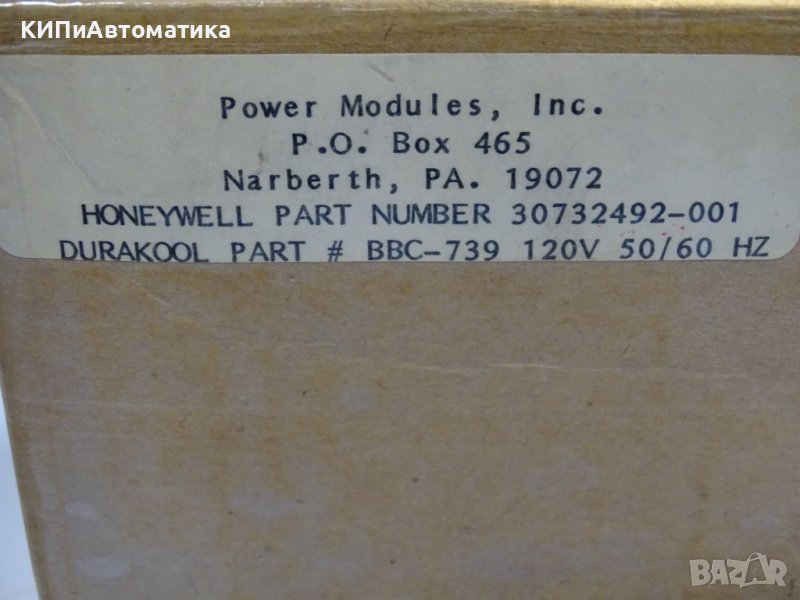 КИПиАвтоматика
Power Modules, Inc.
P.O. Box 465
Narberth, PA. 19072
HONEYWELL PART NUMBER 30732492-001
DURAKOOL PART # BBC-739 120V 50/60 HZ
BAZAR